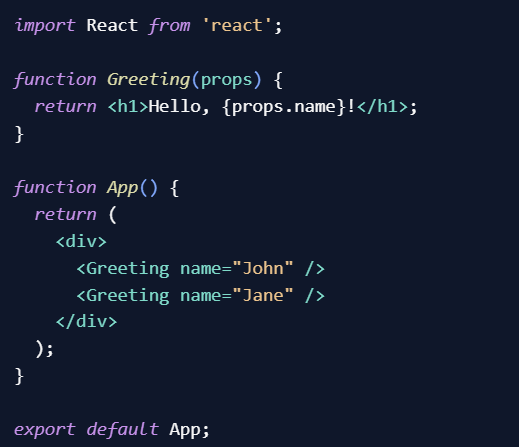 import React from 'react';

function Greeting(props) {
  return <h1>Hello, {props.name}!</h1>;
}

function App() {
  return (
    <div>
      <Greeting name="John" />
      <Greeting name="Jane" />
    </div>
  );
}

export default App;